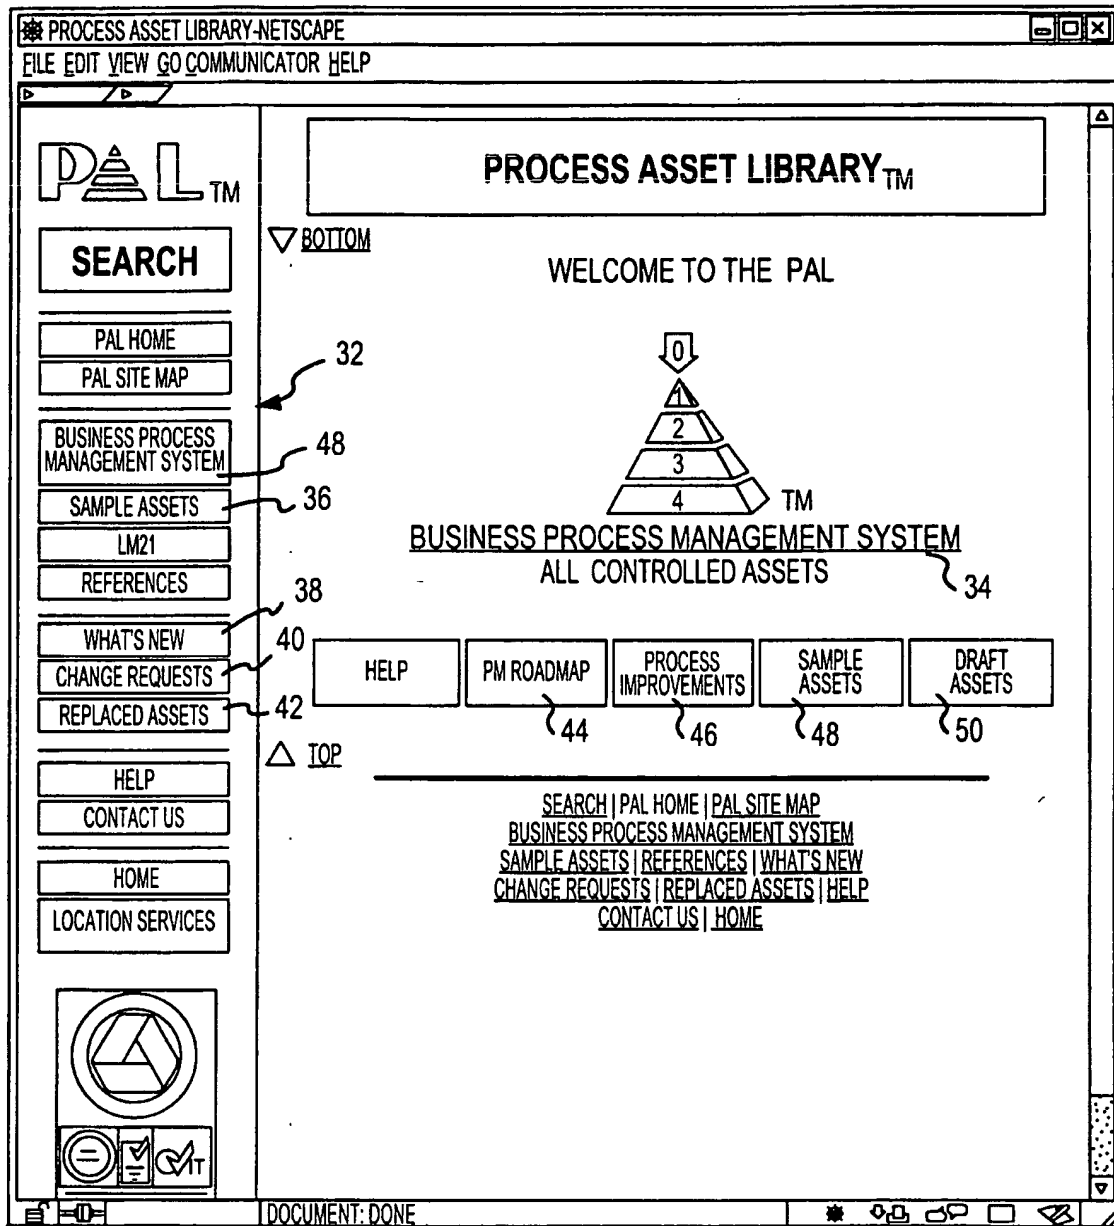 PROCESS ASSET LIBRARY-NETSCAPE
FILE EDIT VIEW GO COMMUNICATOR HELP
PAL TM
SEARCH
PAL HOME
PAL SITE MAP
BUSINESS PROCESS
MANAGEMENT SYSTEM
SAMPLE ASSETS
LM21
REFERENCES
WHAT'S NEW
CHANGE REQUESTS
REPLACED ASSETS
HELP
CONTACT US
HOME
LOCATION SERVICES
IT
32
48
36
38
40
42
PROCESS ASSET LIBRARY TM
BOTTOM
WELCOME TO THE PAL
0
1
2
3
4 TM
BUSINESS PROCESS MANAGEMENT SYSTEM
ALL CONTROLLED ASSETS
34
HELP
PM ROADMAP
PROCESS
IMPROVEMENTS
SAMPLE
ASSETS
DRAFT
ASSETS
44
46
48
50
TOP
SEARCH | PAL HOME | PAL SITE MAP
BUSINESS PROCESS MANAGEMENT SYSTEM
SAMPLE ASSETS | REFERENCES | WHAT'S NEW
CHANGE REQUESTS | REPLACED ASSETS | HELP
CONTACT US | HOME
DOCUMENT: DONE